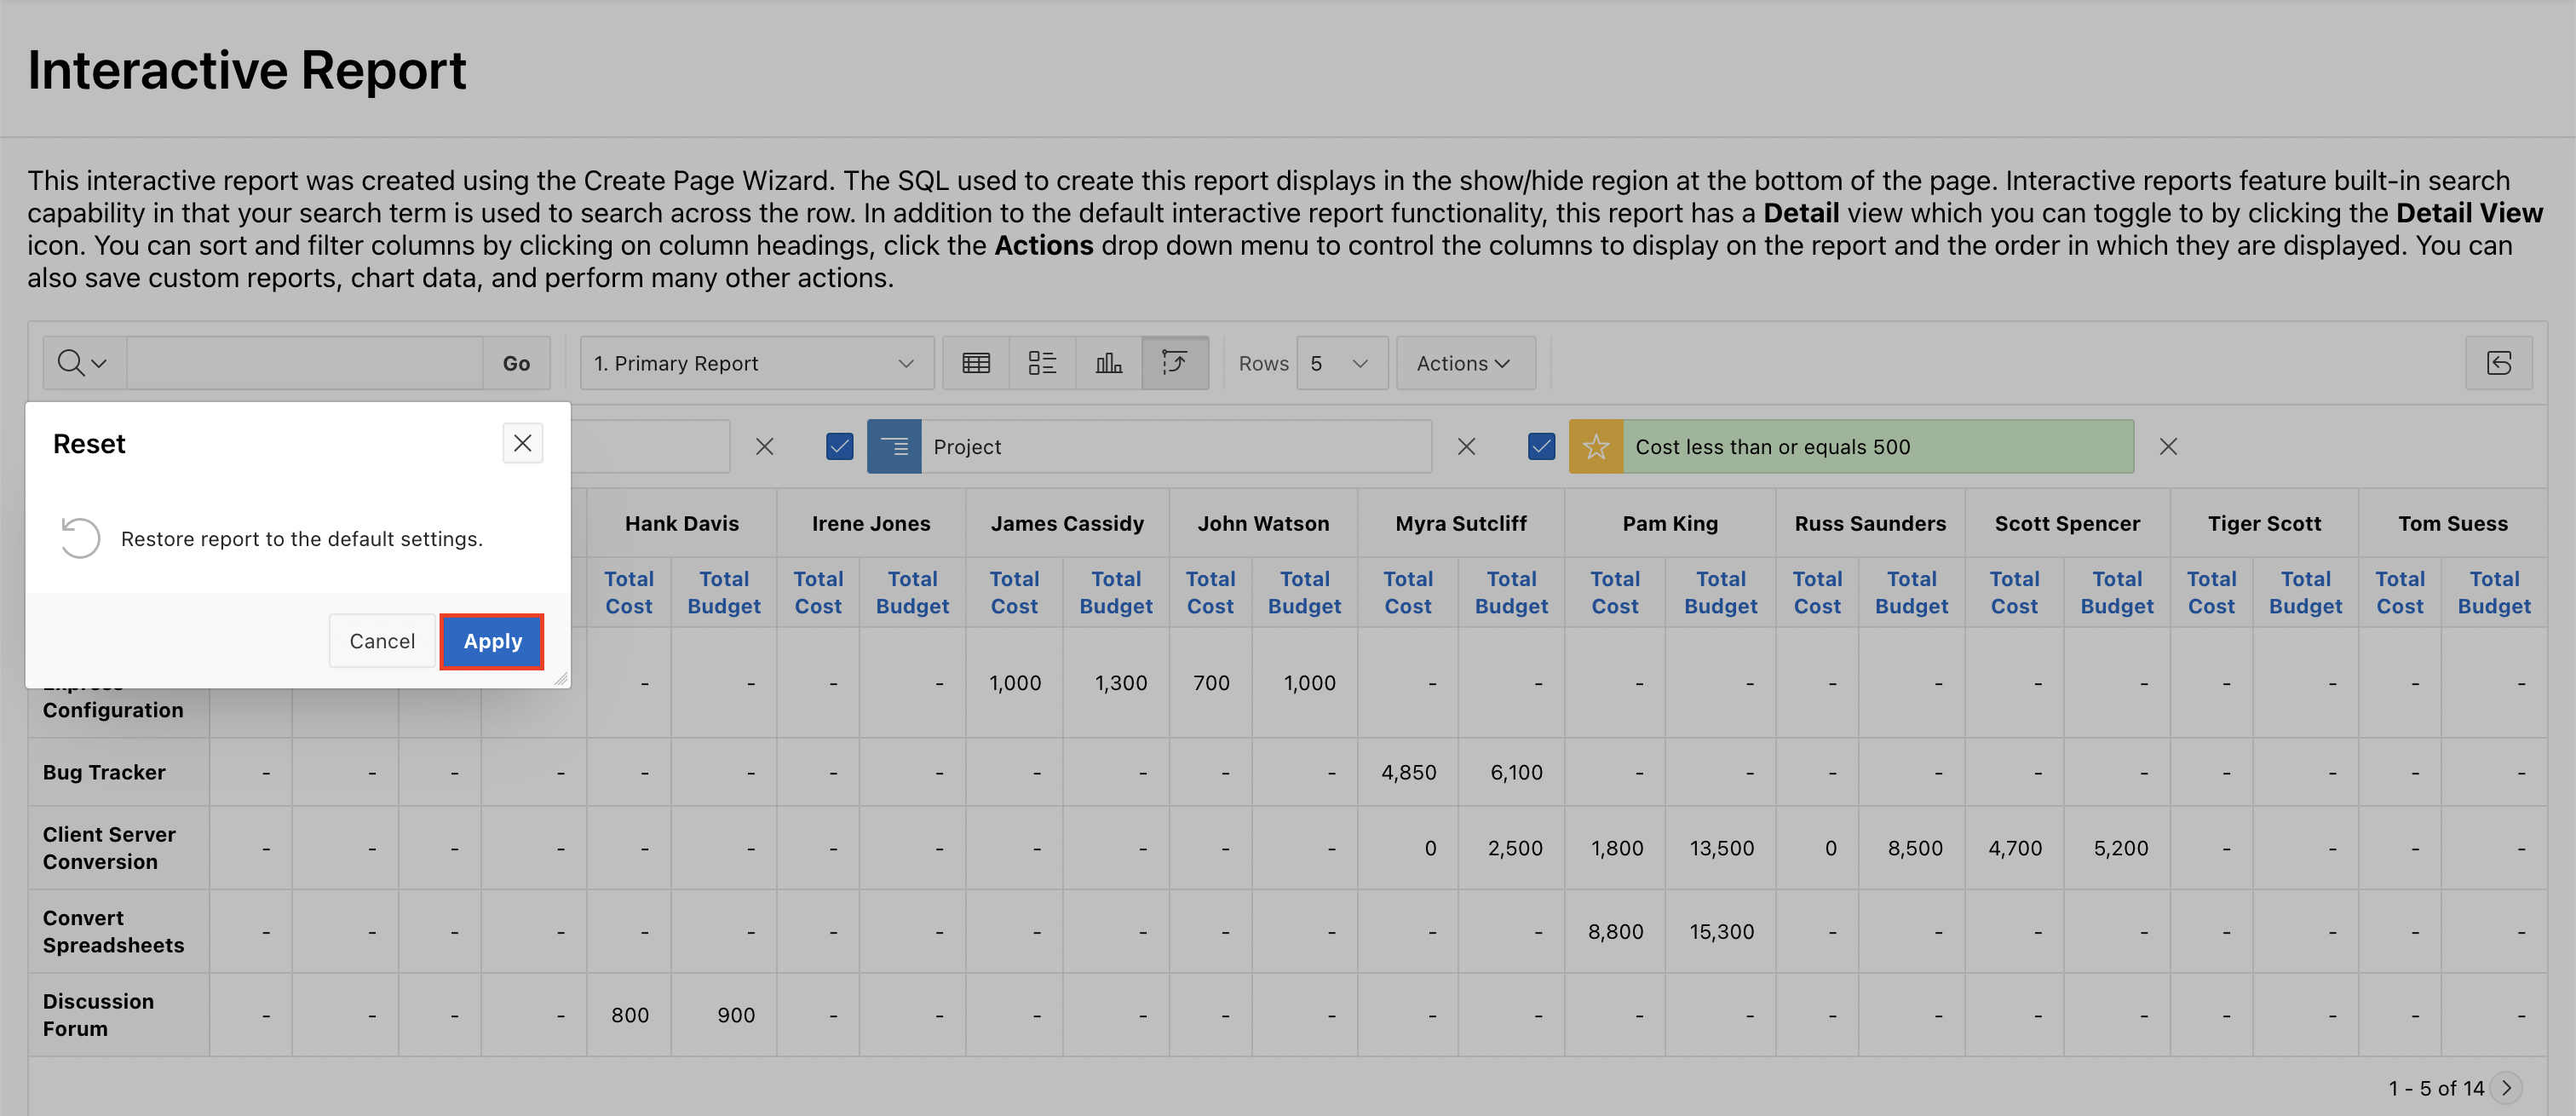 Interactive Report
This interactive report was created using the Create Page Wizard. The SQL used to create this report displays in the show/hide region at the bottom of the page. Interactive reports feature built-in search
capability in that your search term is used to search across the row. In addition to the default interactive report functionality, this report has a Detail view which you can toggle to by clicking the Detail View
icon. You can sort and filter columns by clicking on column headings, click the Actions drop down menu to control the columns to display on the report and the order in which they are displayed. You can
also save custom reports, chart data, and perform many other actions.
Go 1. Primary Report Rows 5 Actions
Reset
Restore report to the default settings.
Cancel Apply
Project Cost less than or equals 500
Hank Davis Irene Jones James Cassidy John Watson Myra Sutcliff Pam King Russ Saunders Scott Spencer Tiger Scott Tom Suess
Total Total Total Total Total Total Total Total Total Total Total Total Total Total Total Total Total Total Total Total
Cost Budget Cost Budget Cost Budget Cost Budget Cost Budget Cost Budget Cost Budget Cost Budget Cost Budget Cost Budget
- - - - 1,000 1,300 700 1,000 - - - - - - - - - - - -
Configuration
Bug Tracker - - - - - - - - - - - - 4,850 6,100 - - - - - - - - - -
Client Server
Conversion - - - - - - - - - - - - 0 2,500 1,800 13,500 0 8,500 4,700 5,200 - - - -
Convert
Spreadsheets - - - - - - - - - - - - - - 8,800 15,300 - - - - - - - -
Discussion
Forum - - - - 800 900 - - - - - - - - - - - - - - - - - -
1 - 5 of 14